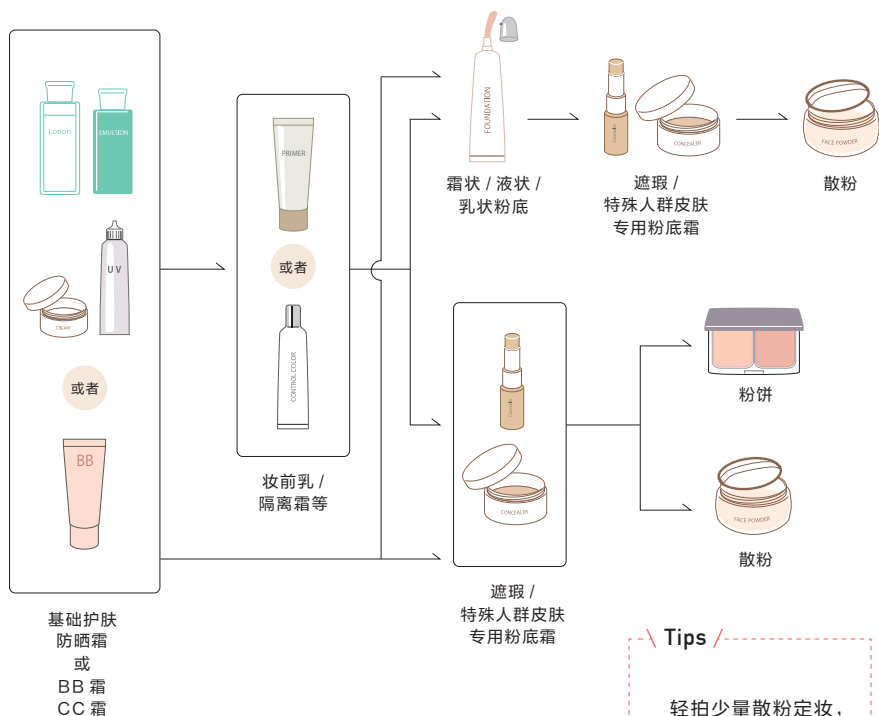 Lotion
EMULSION
CREAM
UV
或者
BB
基础护肤
防晒霜
或
BB 霜
CC 霜
PRIMER
或者
CONTROL COLOR
妆前乳 /
隔离霜等
FOUNDATION
霜状 / 液状 /
乳状粉底
Concealer
CONCEALER
遮瑕 /
特殊人群皮肤
专用粉底霜
FACE POWDER
散粉
Concealer
CONCEALER
遮瑕 /
特殊人群皮肤
专用粉底霜
粉饼
FACE POWDER
散粉
Tips
轻拍少量散粉定妆，